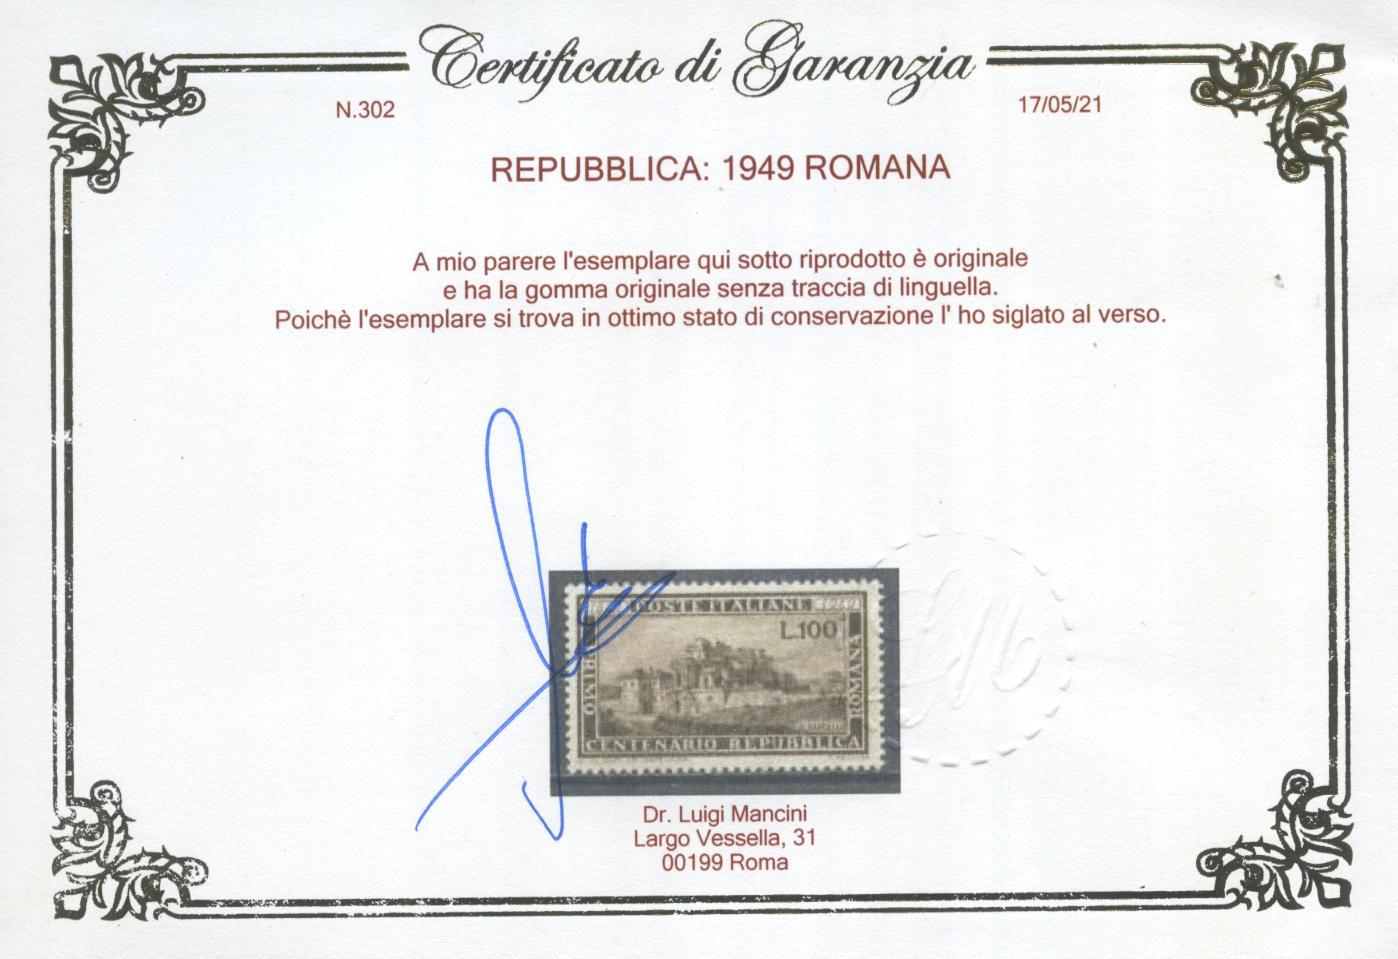 Certificato di Garanzia
N.302
17/05/21
REPUBBLICA: 1949 ROMANA
A mio parere l'esemplare qui sotto riprodotto è originale
e ha la gomma originale senza traccia di linguella.
Poichè l'esemplare si trova in ottimo stato di conservazione l' ho siglato al verso.
POSTE ITALIANE
L.100
PRIMO
ROMANA
CENTENARIO REPUBBLICA
Dr. Luigi Mancini
Largo Vessella, 31
00199 Roma